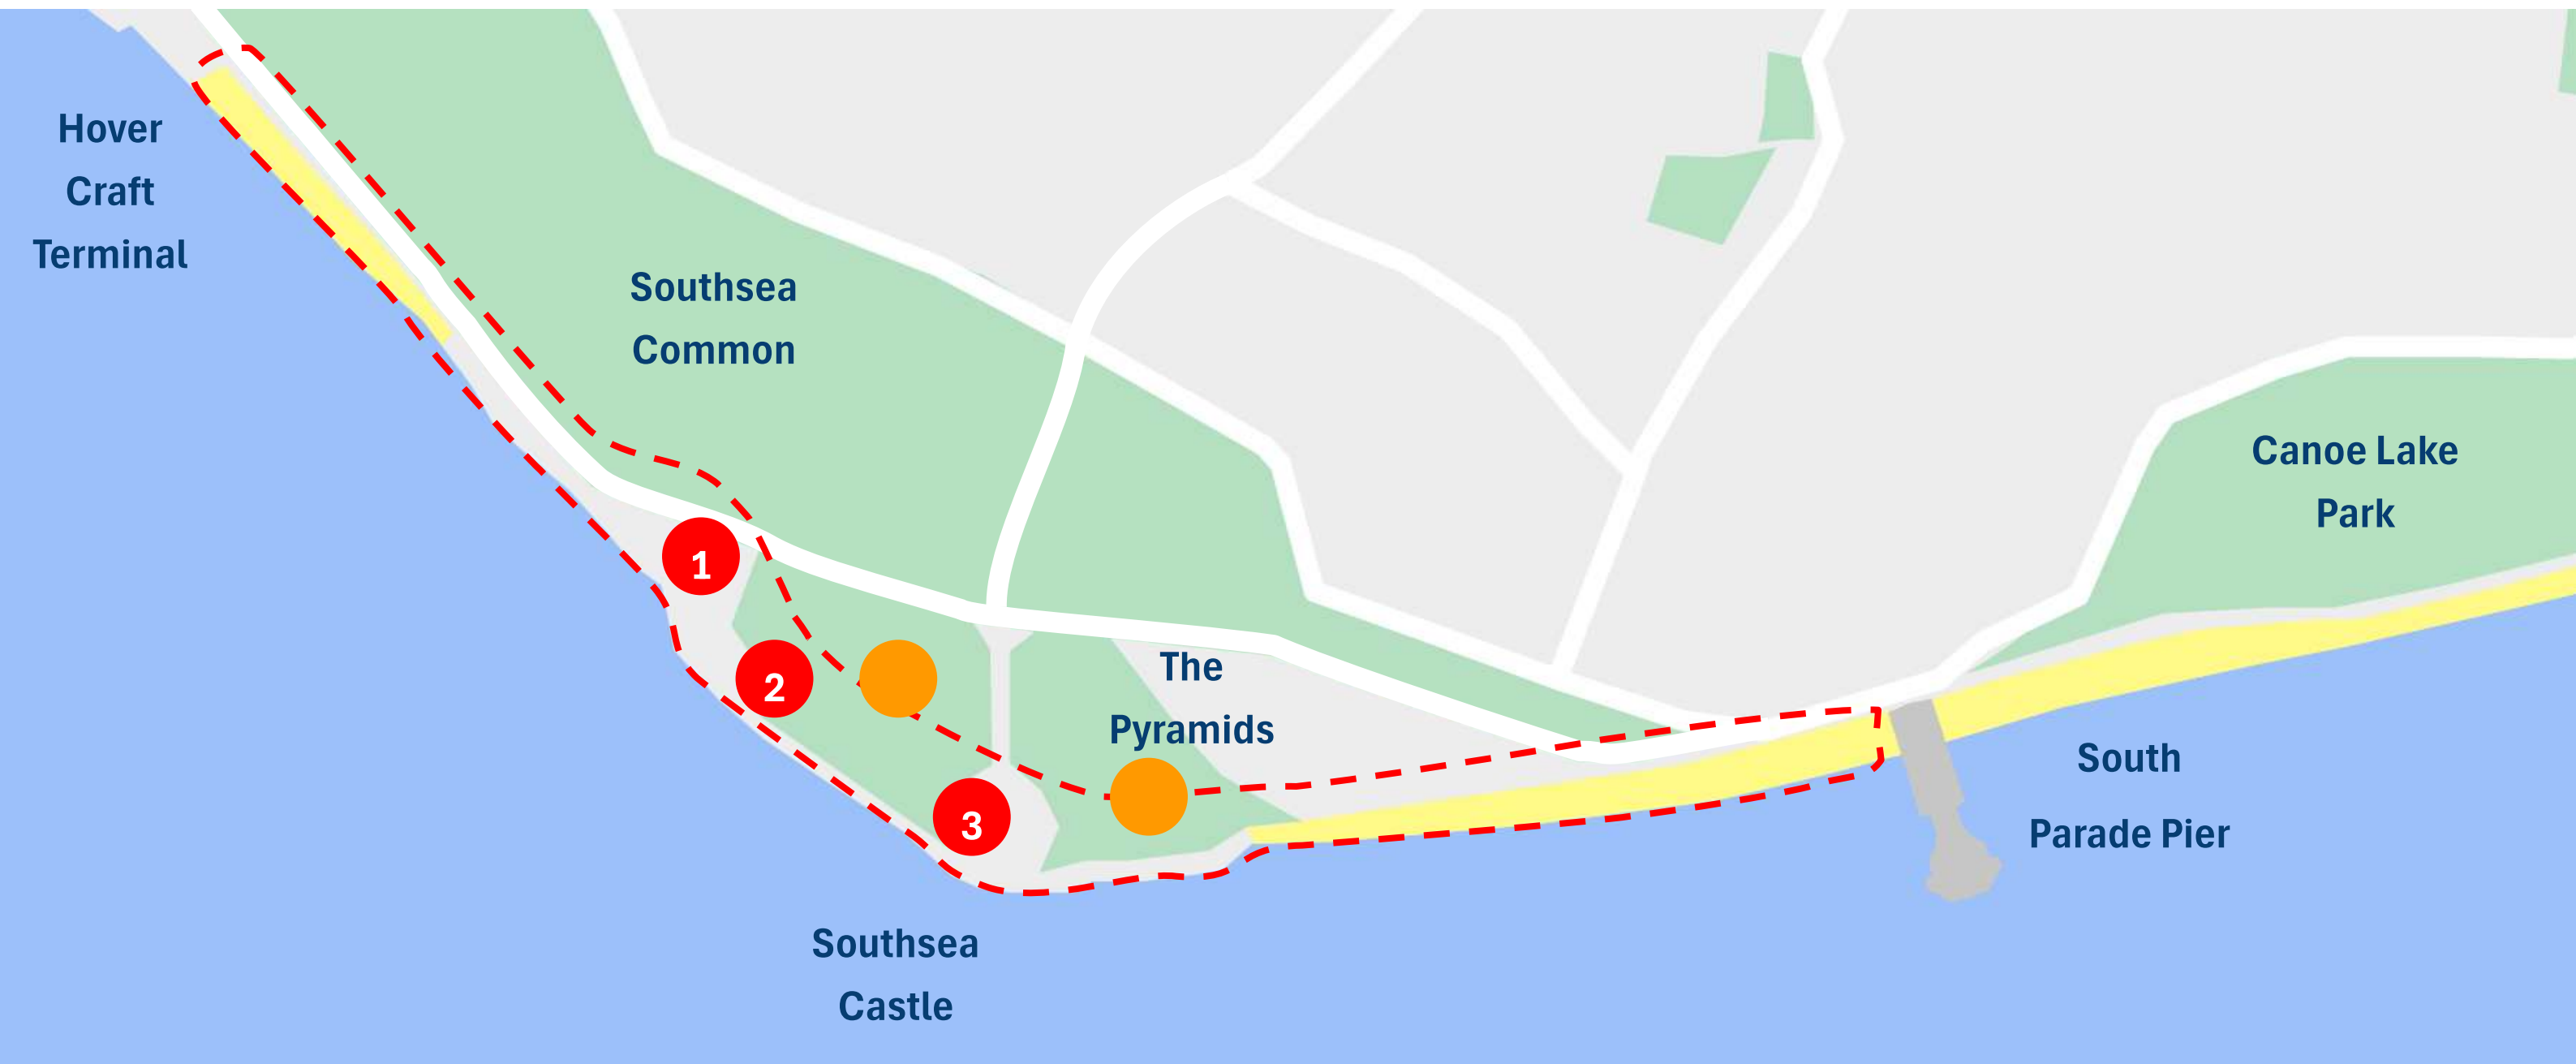 Hover
Craft
Terminal
Southsea
Common
Canoe Lake
Park
1
2
The
Pyramids
3
South
Parade Pier
Southsea
Castle